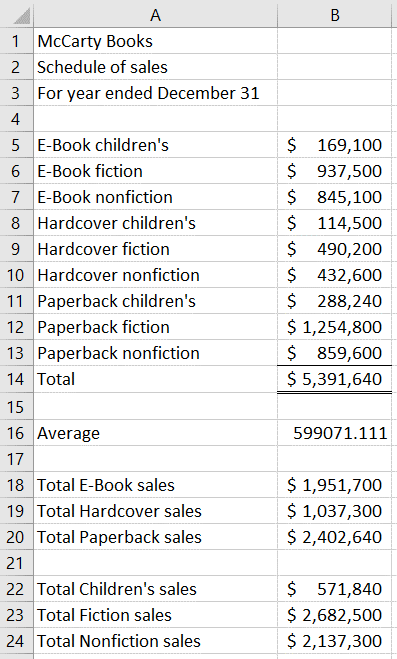 A B
1 McCarty Books
2 Schedule of sales
3 For year ended December 31
4
5 E-Book children's $ 169,100
6 E-Book fiction $ 937,500
7 E-Book nonfiction $ 845,100
8 Hardcover children's $ 114,500
9 Hardcover fiction $ 490,200
10 Hardcover nonfiction $ 432,600
11 Paperback children's $ 288,240
12 Paperback fiction $ 1,254,800
13 Paperback nonfiction $ 859,600
14 Total $ 5,391,640
15
16 Average 599071.111
17
18 Total E-Book sales $ 1,951,700
19 Total Hardcover sales $ 1,037,300
20 Total Paperback sales $ 2,402,640
21
22 Total Children's sales $ 571,840
23 Total Fiction sales $ 2,682,500
24 Total Nonfiction sales $ 2,137,300